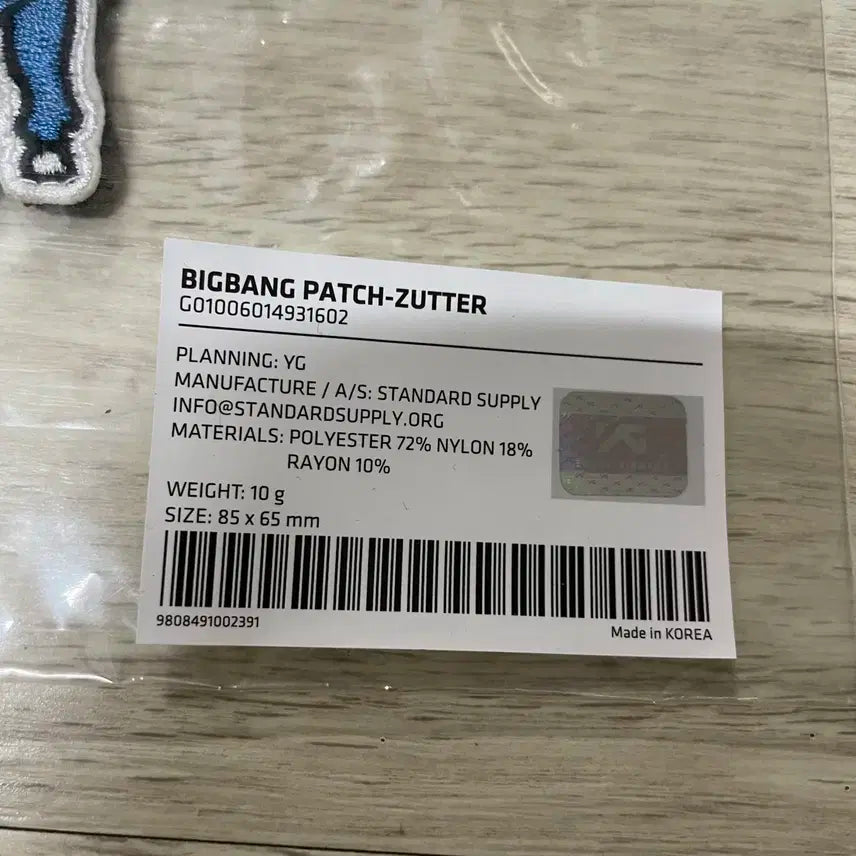 BIGBANG PATCH-ZUTTER
G01006014931602
PLANNING: YG
MANUFACTURE / A/S: STANDARD SUPPLY
INFO@STANDARDSUPPLY.ORG
MATERIALS: POLYESTER 72% NYLON 18%
RAYON 10%
WEIGHT: 10 g
SIZE: 85 x 65 mm
9808491002391
Made in KOREA